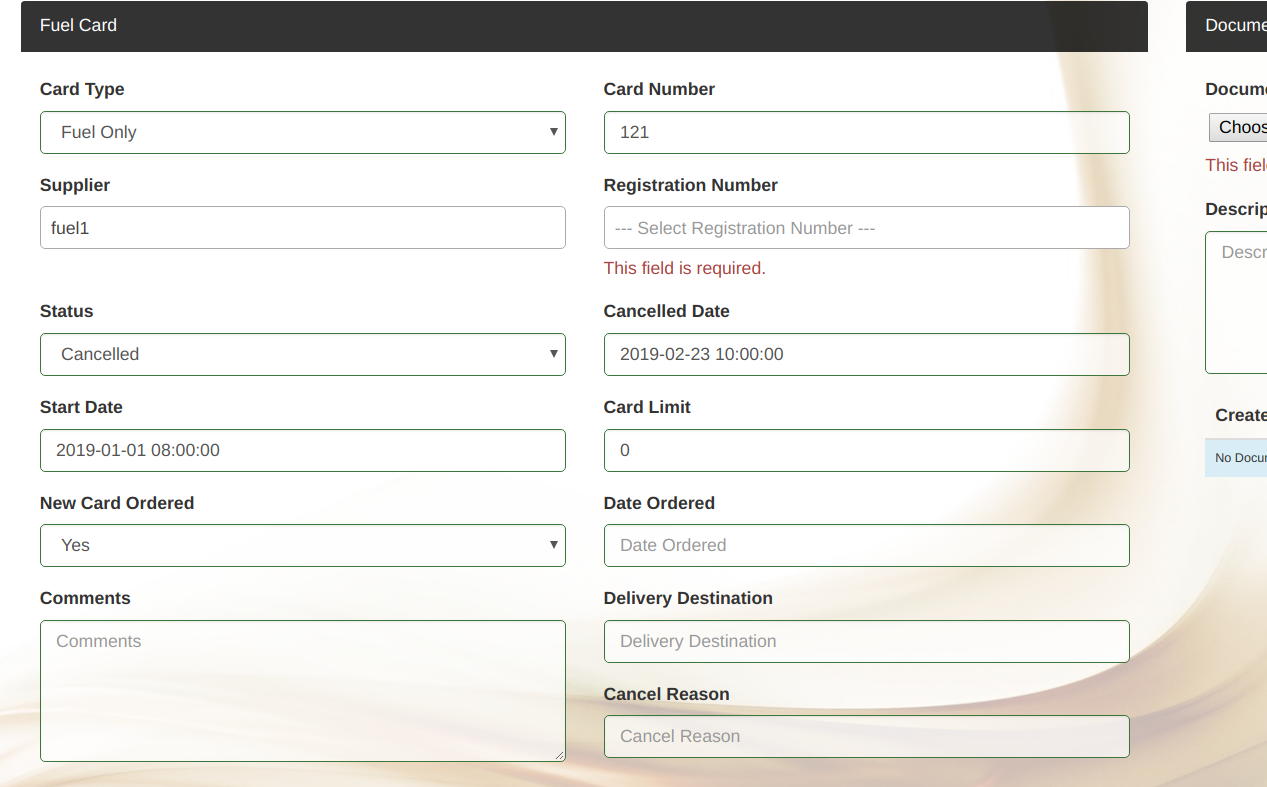 Fuel Card
Card Type
Card Number
Fuel Only
121
Supplier
Registration Number
fuel1
--- Select Registration Number ---
This field is required.
Status
Cancelled Date
Cancelled
2019-02-23 10:00:00
Start Date
Card Limit
2019-01-01 08:00:00
0
New Card Ordered
Date Ordered
Yes
Date Ordered
Comments
Delivery Destination
Comments
Delivery Destination
Cancel Reason
Cancel Reason
Docume
Docume
Choos
This fiel
Descrip
Descr
Create
No Docum